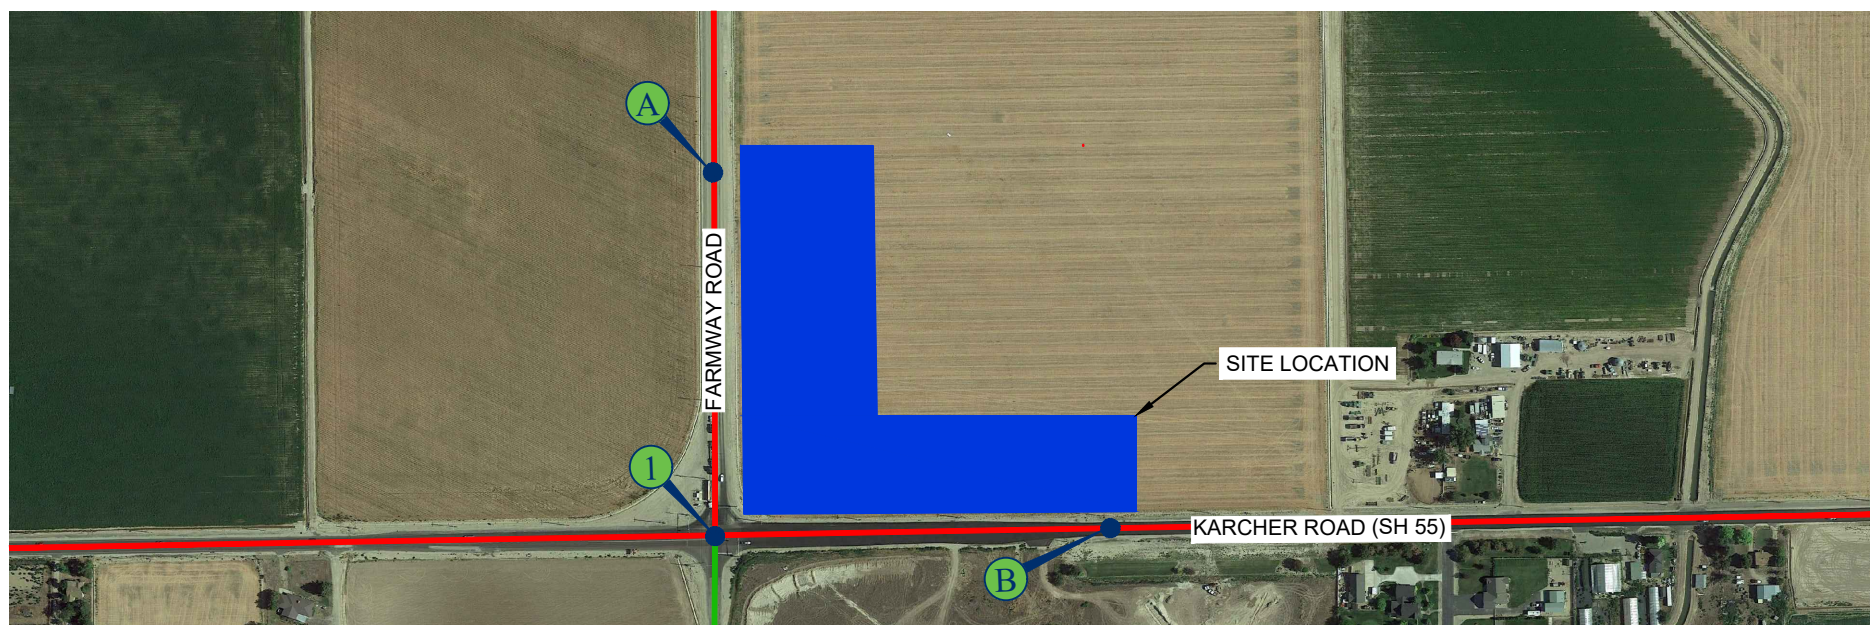 A
FARMWAY ROAD
SITE LOCATION
1
KARCHER ROAD (SH 55)
B